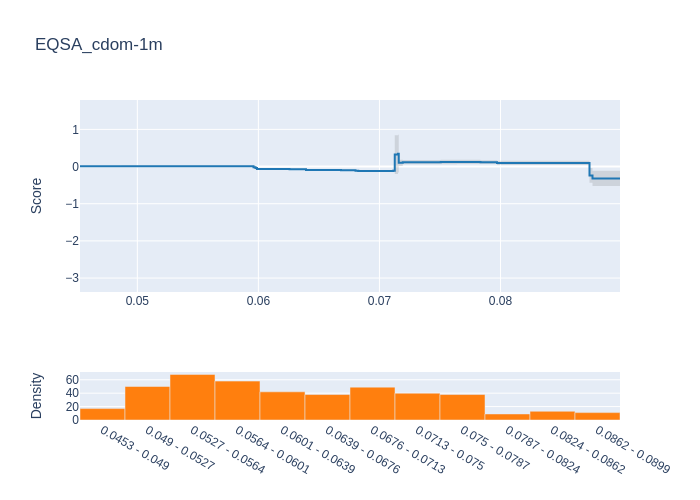 EQSA_cdom-1m
Score
1
0
−1
−2
−3
0.05
0.06
0.07
0.08
Density
60
40
20
0
0.0453 - 0.049
0.049 - 0.0527
0.0527 - 0.0564
0.0564 - 0.0601
0.0601 - 0.0639
0.0639 - 0.0676
0.0676 - 0.0713
0.0713 - 0.075
0.075 - 0.0787
0.0787 - 0.0824
0.0824 - 0.0862
0.0862 - 0.0899